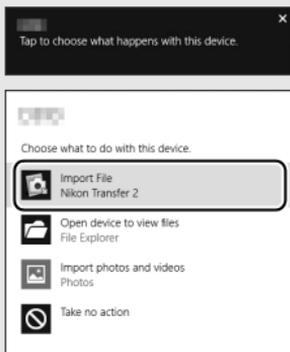 Tap to choose what happens with this device.
Choose what to do with this device.
Import File
Nikon Transfer 2
Open device to view files
File Explorer
Import photos and videos
Photos
Take no action